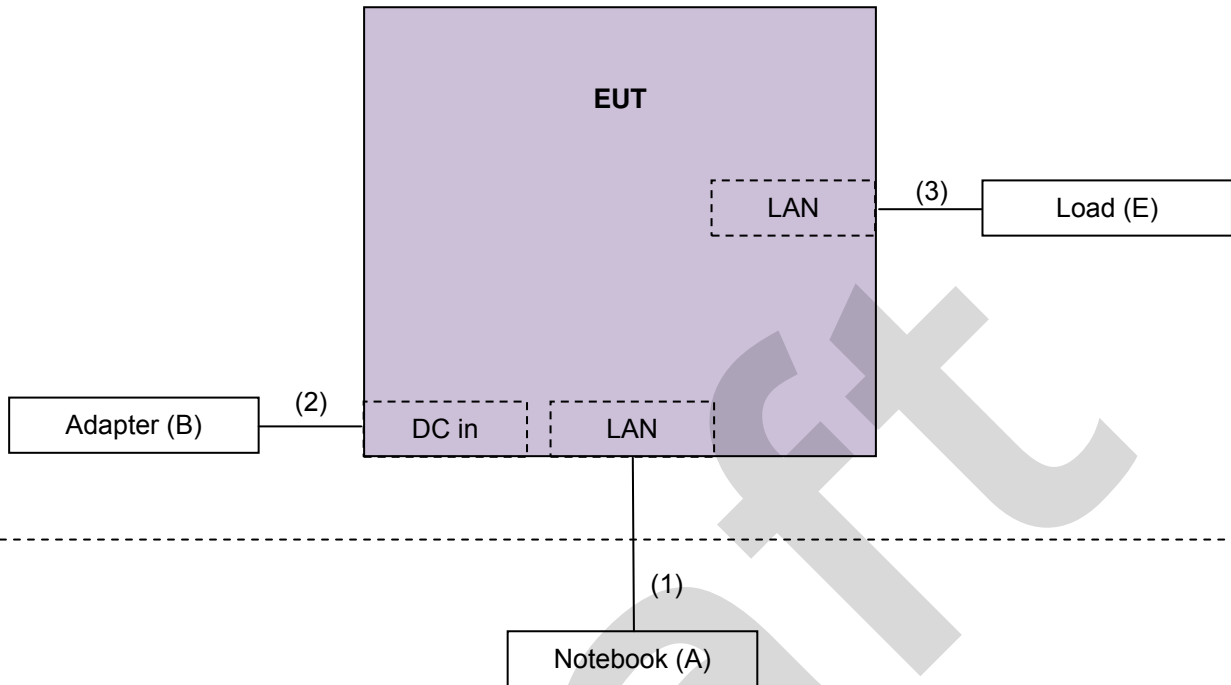 EUT
LAN
(3)
Load (E)
Adapter (B)
(2)
DC in
LAN
(1)
Notebook (A)